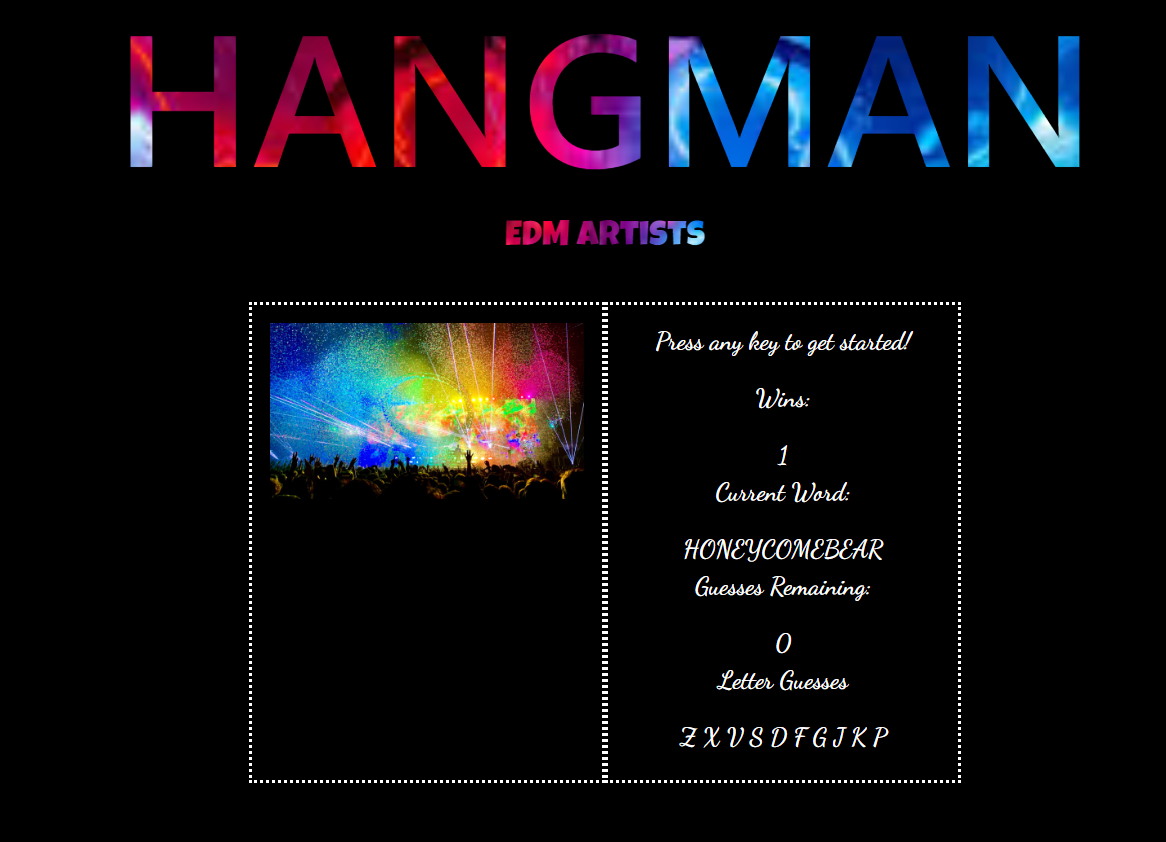 HANGMAN
EDM ARTISTS
Press any key to get started!
Wins:
1
Current Word:
HONEYCOMEBEAR
Guesses Remaining:
0
Letter Guesses
Z X V S D F G J K P